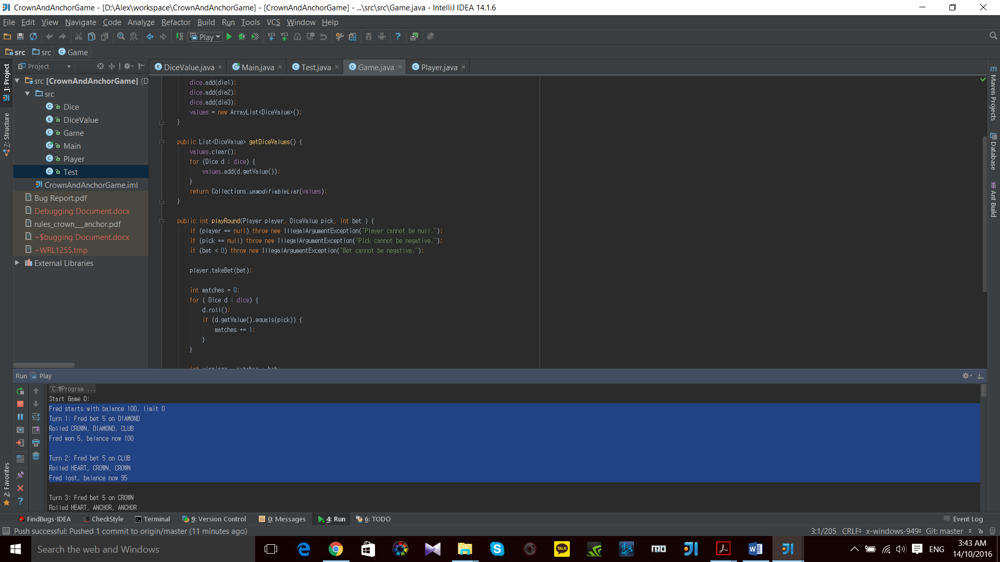 CrownAndAnchorGame - [D:\Alex\workspace\CrownAndAnchorGame] - [CrownAndAnchorGame] - ...\src\src\Game.java - IntelliJ IDEA 14.1.6
File Edit View Navigate Code Analyze Refactor Build Run Tools VCS Window Help
Play
src src Game
Project
DiceValue.java Main.java Test.java Game.java Player.java
1: Project
7: Structure
2: Favorites
src [CrownAndAnchorGame] (D
src
Dice
DiceValue
Game
Main
Player
Test
CrownAndAnchorGame.iml
Bug Report.pdf
Debugging Document.docx
rules_crown___anchor.pdf
~$bugging Document.docx
~WRL1255.tmp
External Libraries
dice.add(die1);
dice.add(die2);
dice.add(die3);
values = new ArrayList<DiceValue>();
}
public List<DiceValue> getDiceValues() {
values.clear();
for (Dice d : dice) {
values.add(d.getValue());
}
return Collections.unmodifiableList(values);
}
public int playRound(Player player, DiceValue pick, int bet ) {
if (player == null) throw new IllegalArgumentException("Player cannot be null.");
if (pick == null) throw new IllegalArgumentException("Pick cannot be negative.");
if (bet < 0) throw new IllegalArgumentException("Bet cannot be negative.");
player.takeBet(bet);
int matches = 0;
for ( Dice d : dice) {
d.roll();
if (d.getValue().equals(pick)) {
matches += 1;
}
}
Maven Projects
Database
Ant Build
Run Play
"C:\Program ...
Start Game 0:
Fred starts with balance 100, limit 0
Turn 1: Fred bet 5 on DIAMOND
Rolled CROWN, DIAMOND, CLUB
Fred won 5, balance now 100
Turn 2: Fred bet 5 on CLUB
Rolled HEART, CROWN, CROWN
Fred lost, balance now 95
Turn 3: Fred bet 5 on CROWN
Rolled HEART, ANCHOR, ANCHOR
FindBugs-IDEA CheckStyle Terminal 9: Version Control 0: Messages 4: Run 6: TODO Event Log
Push successful: Pushed 1 commit to origin/master (11 minutes ago) 3:1/205 CRLF x-windows-949 Git: master
Search the web and Windows
TALK
ENG
3:43 AM
14/10/2016